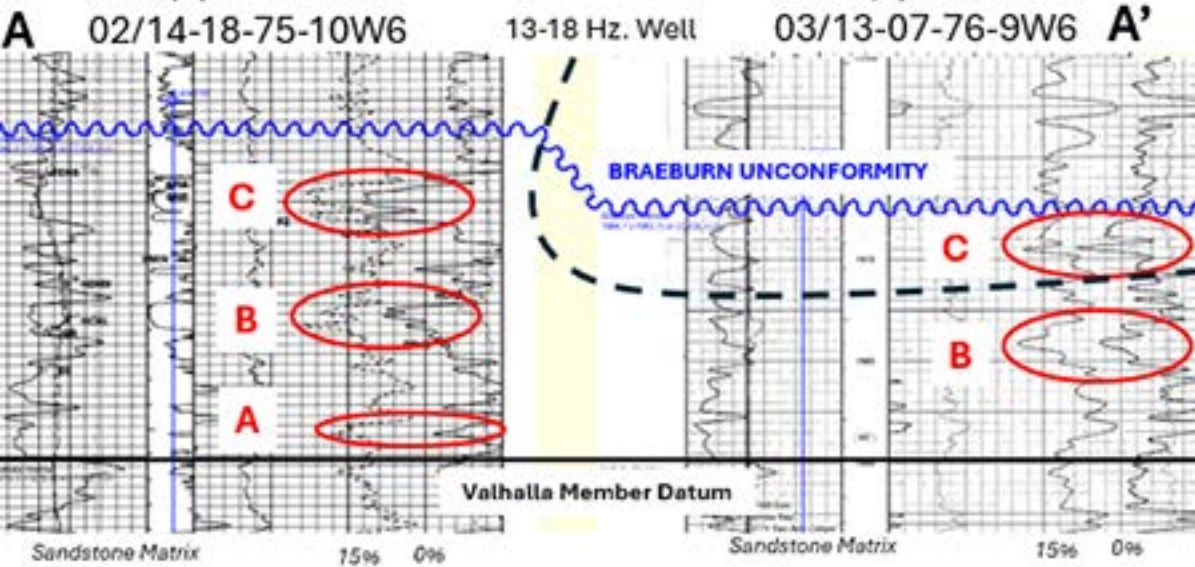 A 02/14-18-75-10W6 13-18 Hz. Well 03/13-07-76-9W6 A’
BRAEBURN UNCONFORMITY
C
C
B
B
A
Valhalla Member Datum
Sandstone Matrix 15% 0% Sandstone Matrix 15% 0%